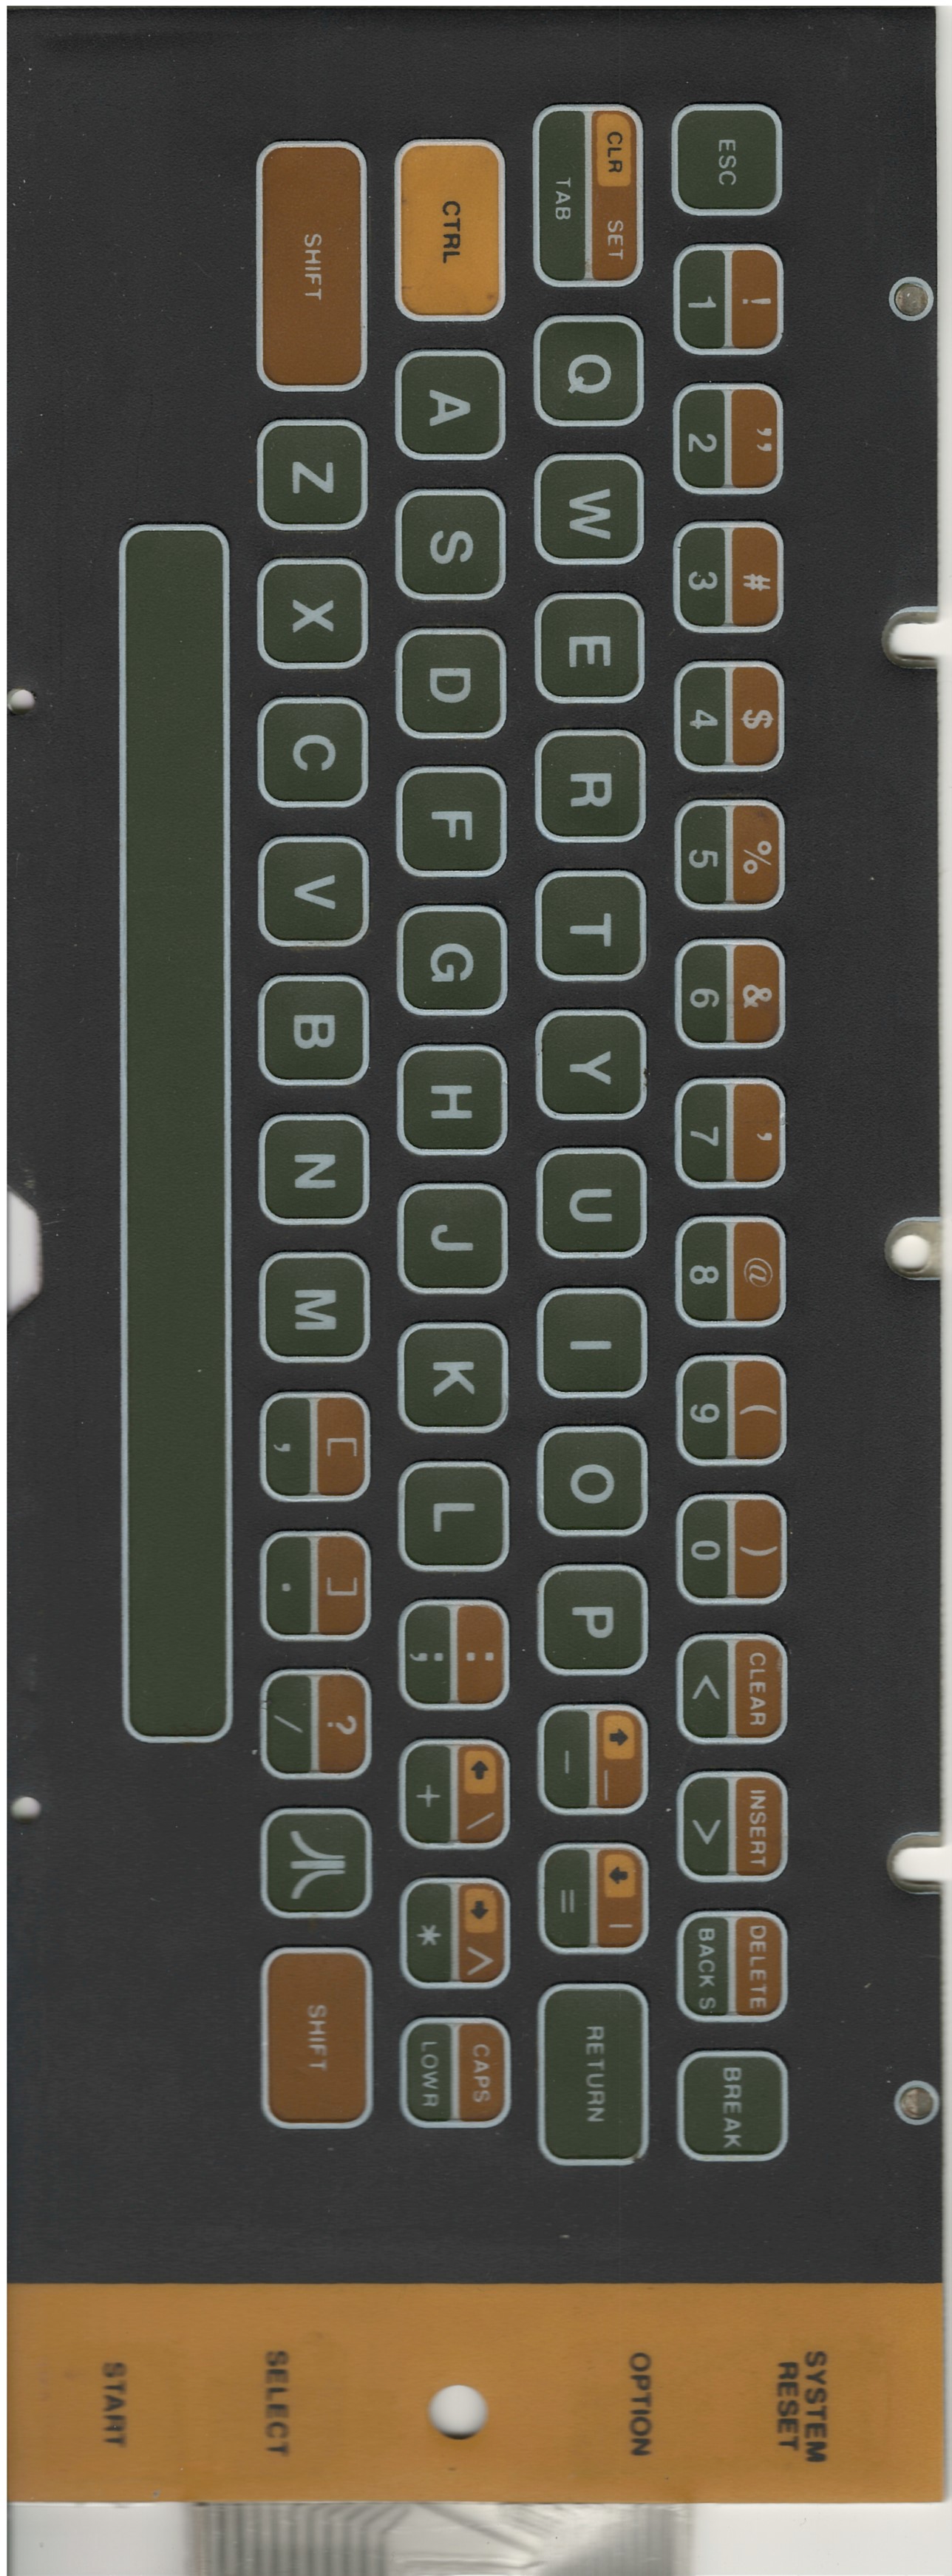 SYSTEM
RESET
! " # $ % & ' @ ( ) CLEAR INSERT DELETE
ESC 1 2 3 4 5 6 7 8 9 0 < > BACK S BREAK
OPTION
CLR SET _ |
TAB Q W E R T Y U I O P - = RETURN
: \ ^ CAPS
CTRL A S D F G H J K L ; + * LOWR
[ ] ?
SHIFT Z X C V B N M , . / SHIFT
SELECT
START